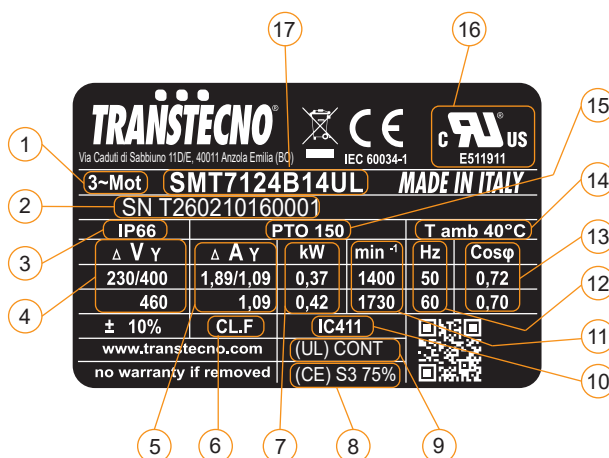 17
16
TRANSTECNO®
CE
c RU® US
15
Via Caduti di Sabbiuno 11D/E, 40011 Anzola Emilia (BO)
IEC 60034-1
E511911
1
3~Mot SMT7124B14UL MADE IN ITALY
14
2
SN T260210160001
IP66 PTO 150 T amb 40°C
3
Δ V Y Δ A Y kW min -1 Hz Cosφ
13
230/400 1,89/1,09 0,37 1400 50 0,72
4
460 1,09 0,42 1730 60 0,70
12
± 10% CL.F IC411
11
www.transtecno.com (UL) CONT
no warranty if removed (CE) S3 75%
10
5
6
7
8
9